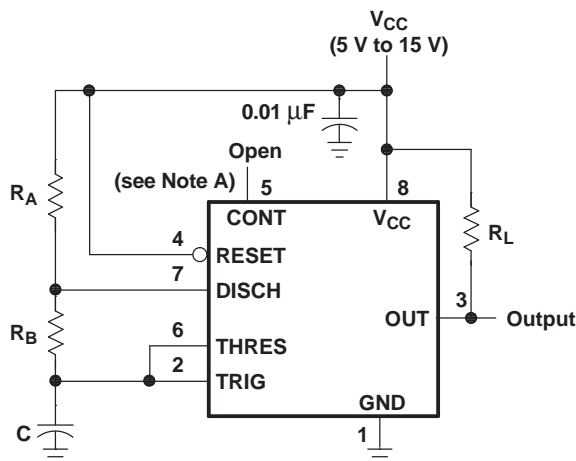 VCC
(5 V to 15 V)
0.01 μF
Open
(see Note A)
5
8
RA
CONT
VCC
4
RESET
RL
7
DISCH
3
OUT
Output
RB
6
THRES
2
TRIG
GND
C
1